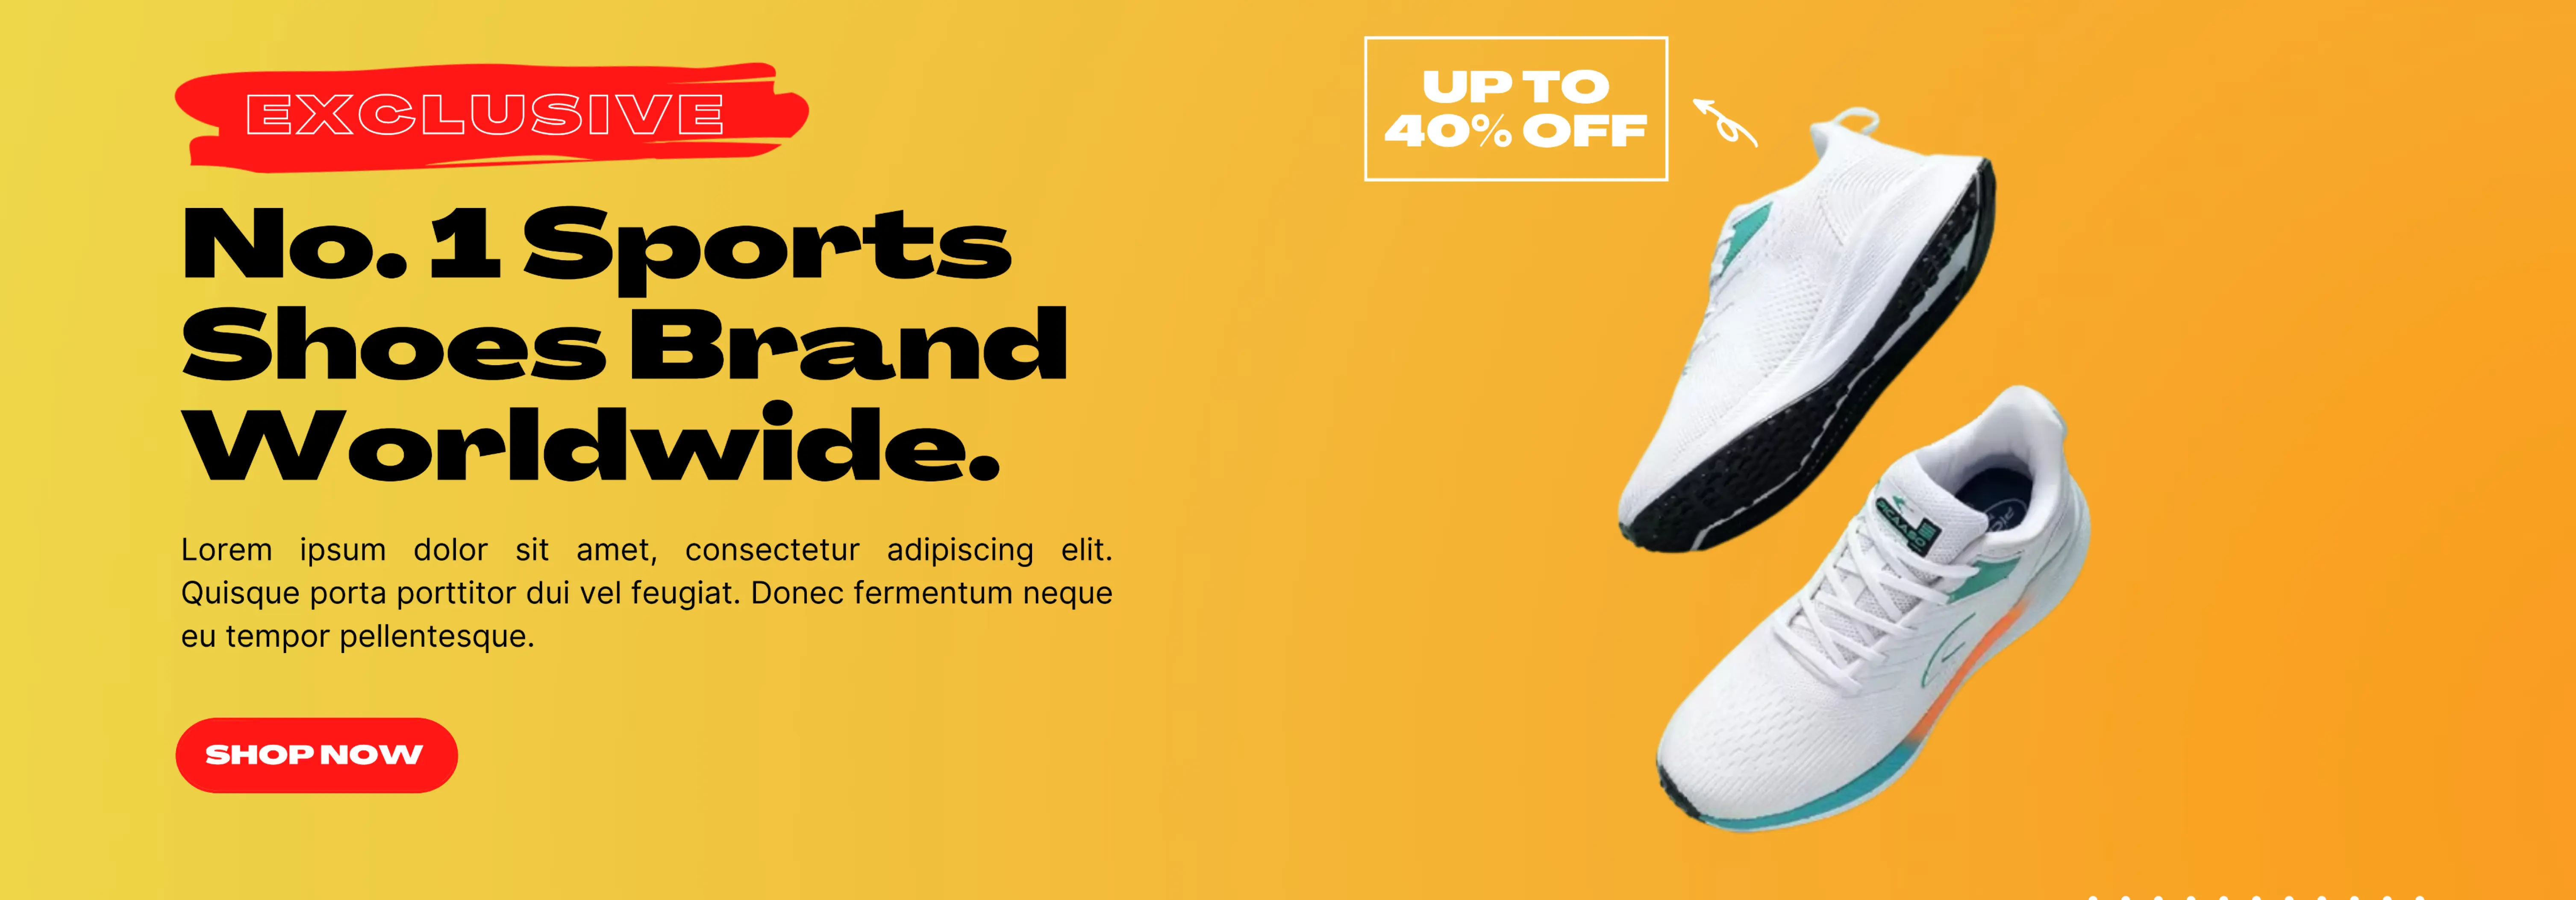 EXCLUSIVE
No. 1 Sports
Shoes Brand
Worldwide.
Lorem ipsum dolor sit amet, consectetur adipiscing elit.
Quisque porta porttitor dui vel feugiat. Donec fermentum neque
eu tempor pellentesque.
SHOP NOW
UP TO
40% OFF
PICAASO